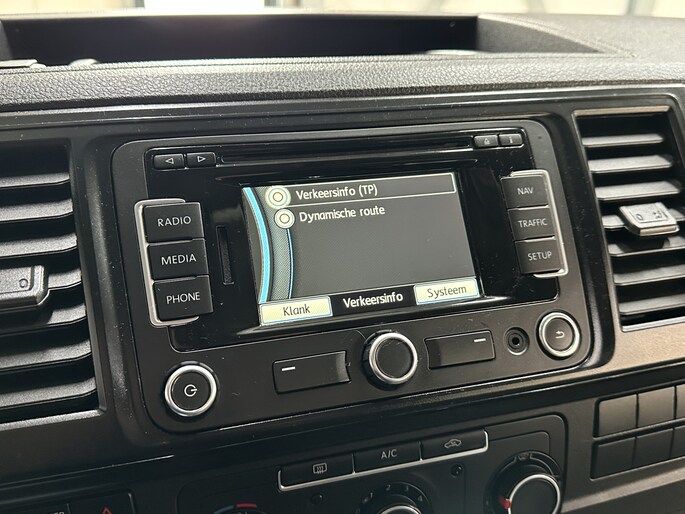 RADIO
MEDIA
PHONE
Verkeersinfo (TP)
Dynamische route
Klank
Verkeersinfo
Systeem
NAV
TRAFFIC
SETUP
A/C